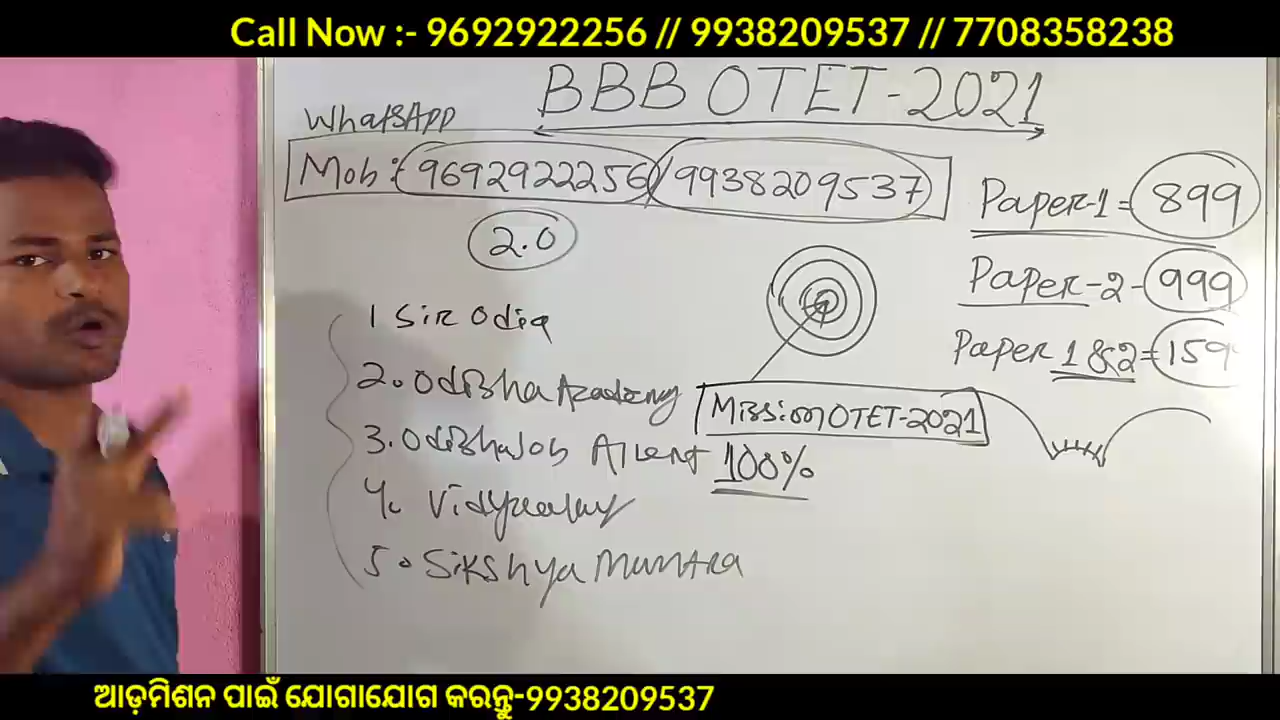 Call Now :- 9692922256 // 9938209537 // 7708358238
BBB OTET-2021
WhatsAPP
Mob: 9692922256/9938209537
2.0
Paper-1=899
Paper-2-999
Paper 1 &2=159
1 Sir Odia
2. Odisha Academy
3. Odisha Job Alert
4. Vidyaalay
5. Sikshya Mantra
Mission OTET-2021
100%
ଆଡ଼ମିଶନ ପାଇଁ ଯୋଗାଯୋଗ କରନ୍ତୁ-9938209537